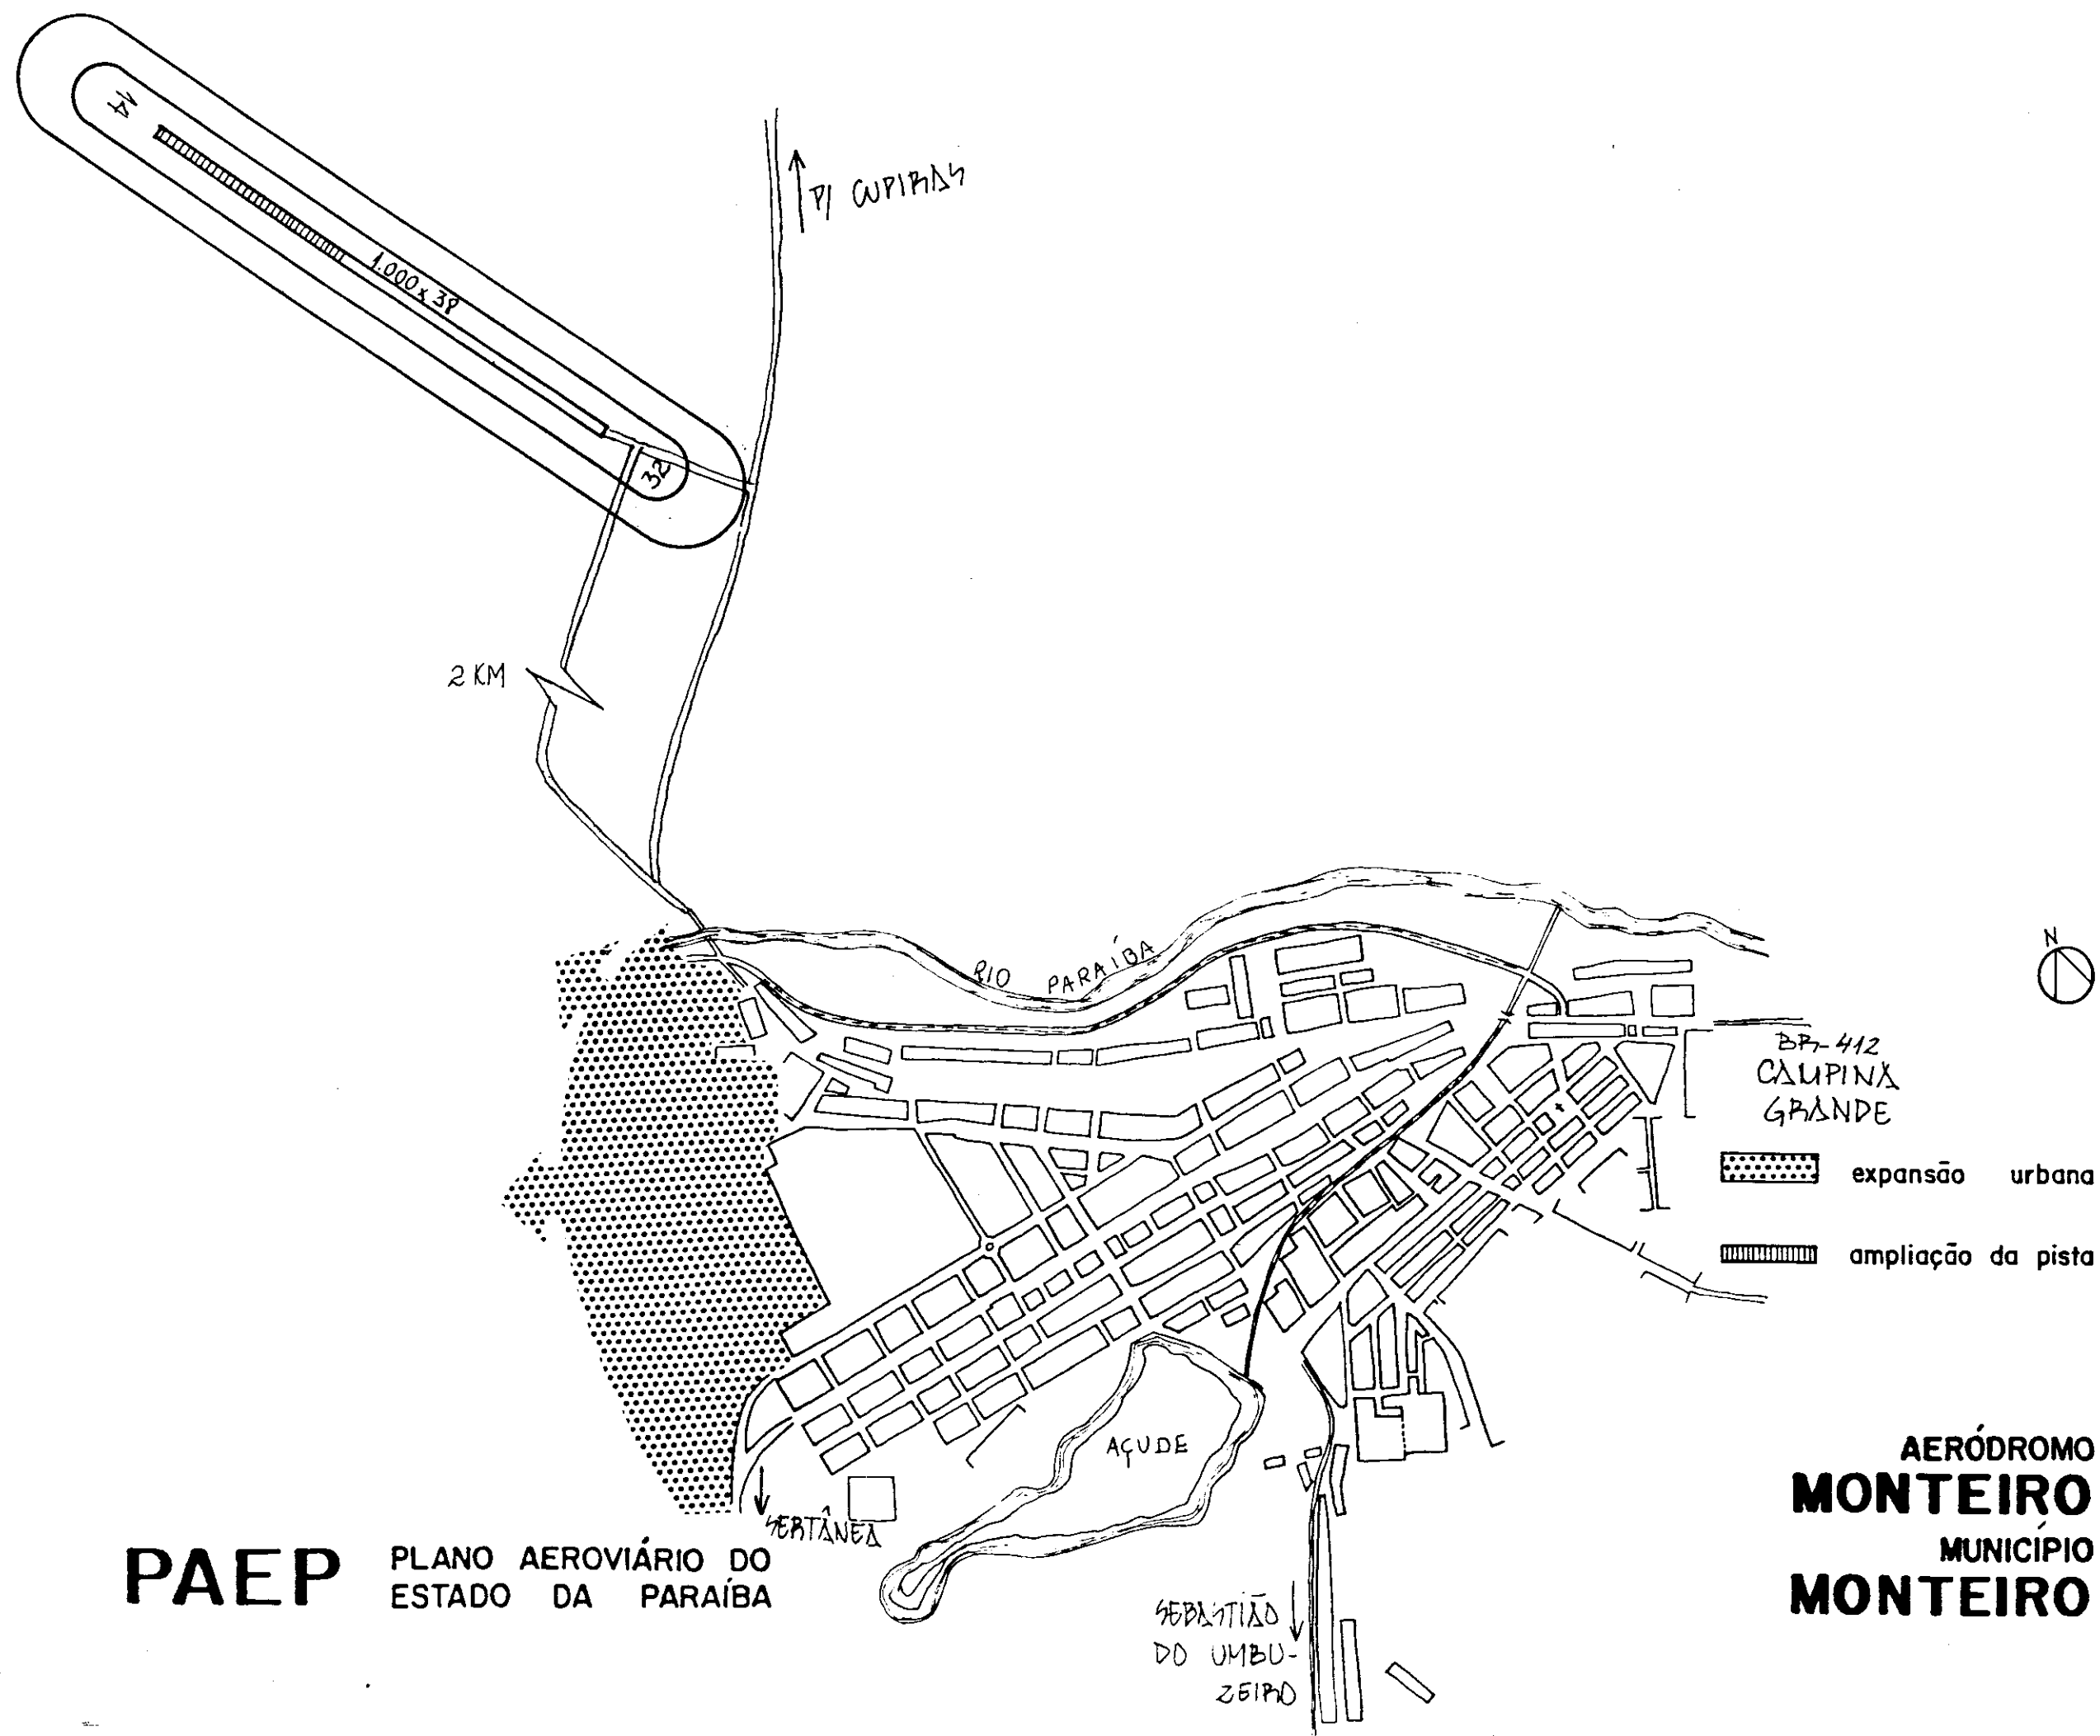 14
P/ CUPIRAS
1.000 x 30
32
2 KM
RIO PARAÍBA
N
BR-412
CAMPINA
GRANDE
expansão urbana
ampliação da pista
AÇUDE
SERTÂNEA
SEBASTIÃO
DO UMBU-
ZEIRO
PAEP
PLANO AEROVIÁRIO DO
ESTADO DA PARAÍBA
AERÓDROMO
MONTEIRO
MUNICÍPIO
MONTEIRO